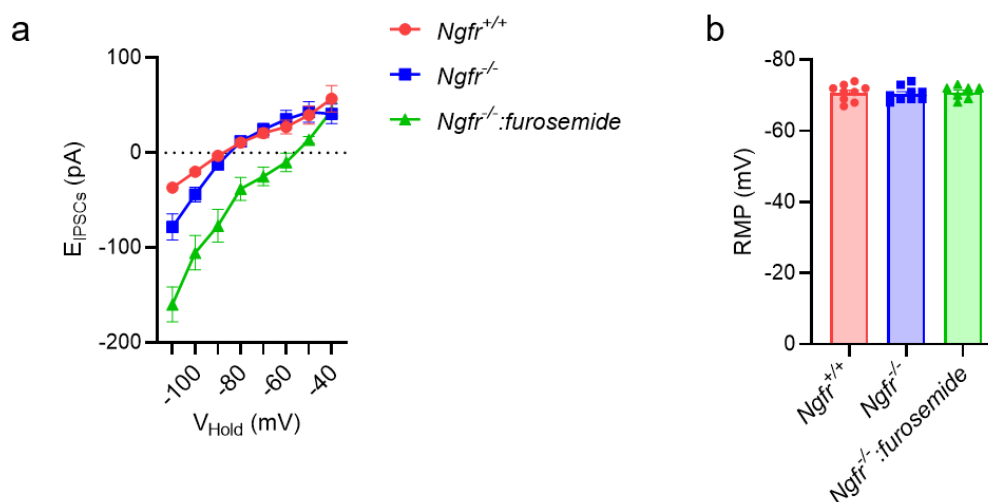 a
E_IPSCs (pA)
100
0
-100
-200
-100
-80
-60
-40
V_Hold (mV)
Ngfr^+/+
Ngfr^-/-
Ngfr^-/-:furosemide
b
RMP (mV)
-80
-60
-40
-20
0
Ngfr^+/+
Ngfr^-/-
Ngfr^-/-:furosemide